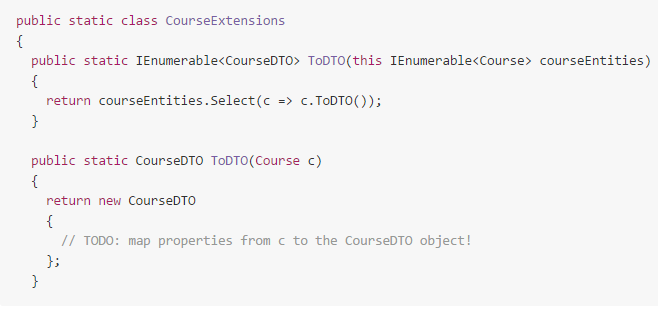 public static class CourseExtensions
{
  public static IEnumerable<CourseDTO> ToDTO(this IEnumerable<Course> courseEntities)
  {
    return courseEntities.Select(c => c.ToDTO());
  }

  public static CourseDTO ToDTO(Course c)
  {
    return new CourseDTO
    {
      // TODO: map properties from c to the CourseDTO object!
    };
  }